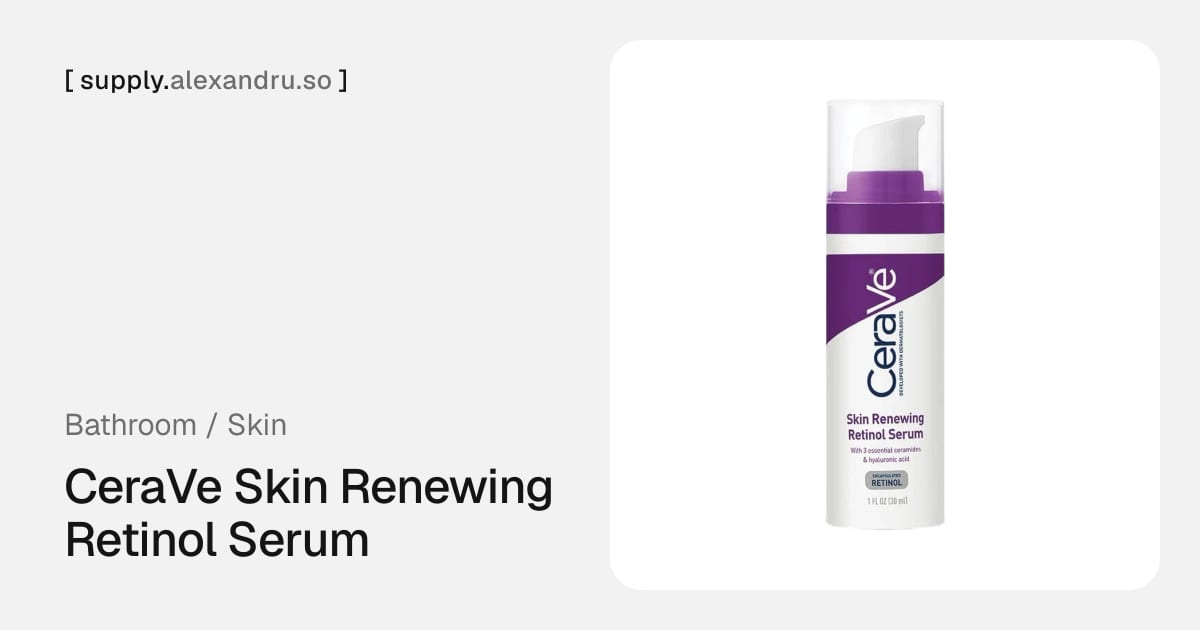 [ supply.alexandru.so ]
Bathroom / Skin
CeraVe Skin Renewing
Retinol Serum
CeraVe®
DEVELOPED WITH DERMATOLOGISTS
Skin Renewing
Retinol Serum
With 3 essential ceramides
& hyaluronic acid
ENCAPSULATED
RETINOL
1 FL OZ (30 ml)